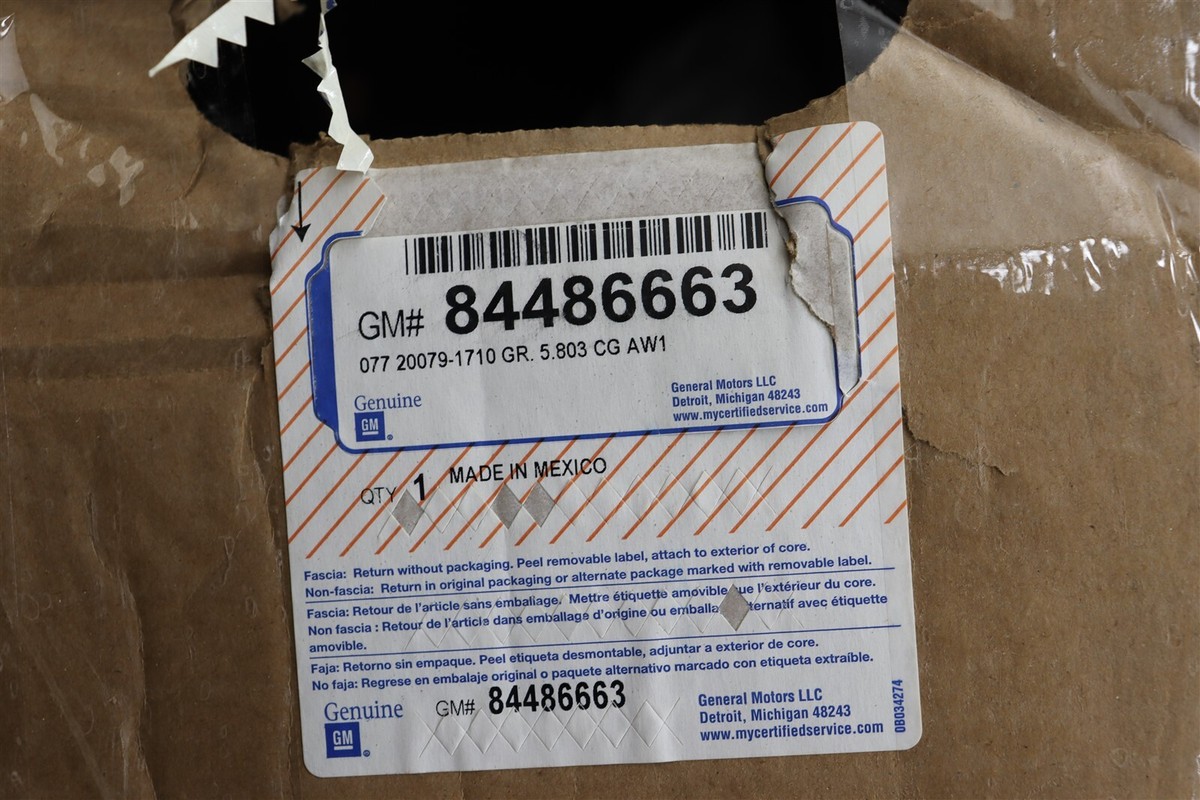 GM# 84486663
077 20079-1710 GR. 5.803 CG AW1
Genuine
GM
General Motors LLC
Detroit, Michigan 48243
www.mycertifiedservice.com
QTY 1 MADE IN MEXICO
Fascia: Return without packaging. Peel removable label, attach to exterior of core.
Non-fascia: Return in original packaging or alternate package marked with removable label.
Fascia: Retour de l'article sans emballage. Mettre étiquette amovible que l'extérieur du core.
Non fascia : Retour de l'article dans emballage d'origine ou emballa ternatif avec étiquette
amovible.
Faja: Retorno sin empaque. Peel etiqueta desmontable, adjuntar a exterior de core.
No faja: Regrese en embalaje original o paquete alternativo marcado con etiqueta extraíble.
Genuine
GM
GM# 84486663
General Motors LLC
Detroit, Michigan 48243
www.mycertifiedservice.com
0B034274